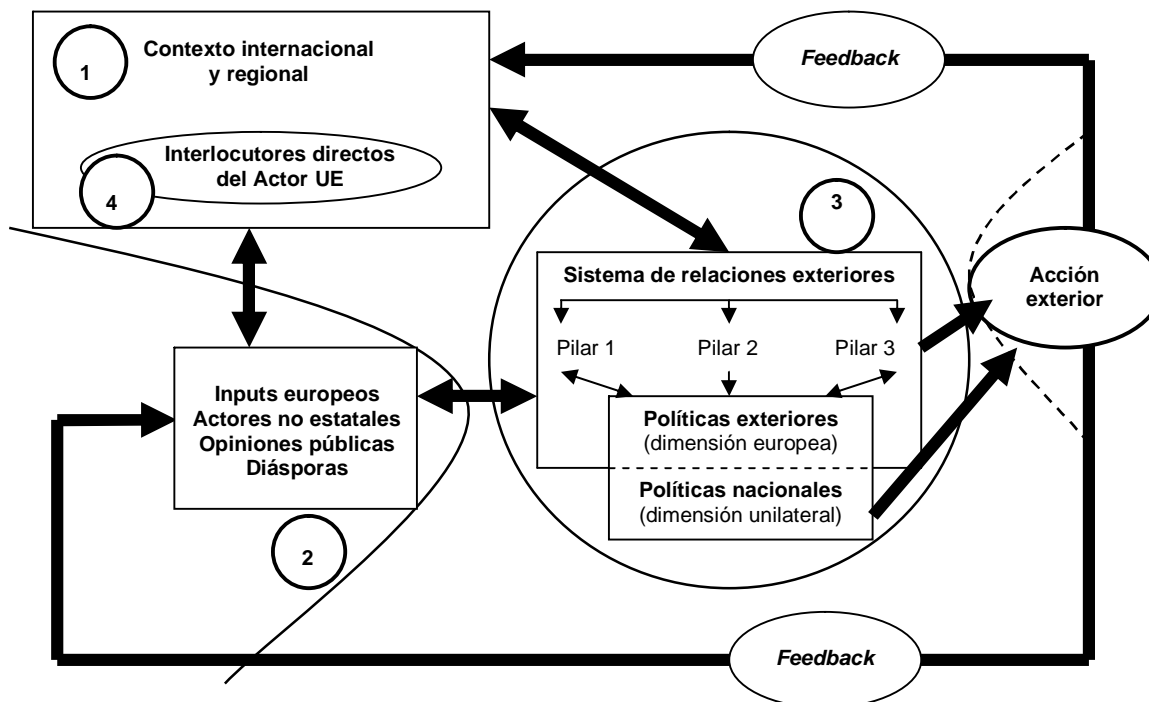 1
Contexto internacional
y regional
Feedback
Interlocutores directos
del Actor UE
4
3
Sistema de relaciones exteriores
Acción
exterior
Pilar 1
Pilar 2
Pilar 3
Inputs europeos
Actores no estatales
Opiniones públicas
Diásporas
Políticas exteriores
(dimensión europea)
Políticas nacionales
(dimensión unilateral)
2
Feedback